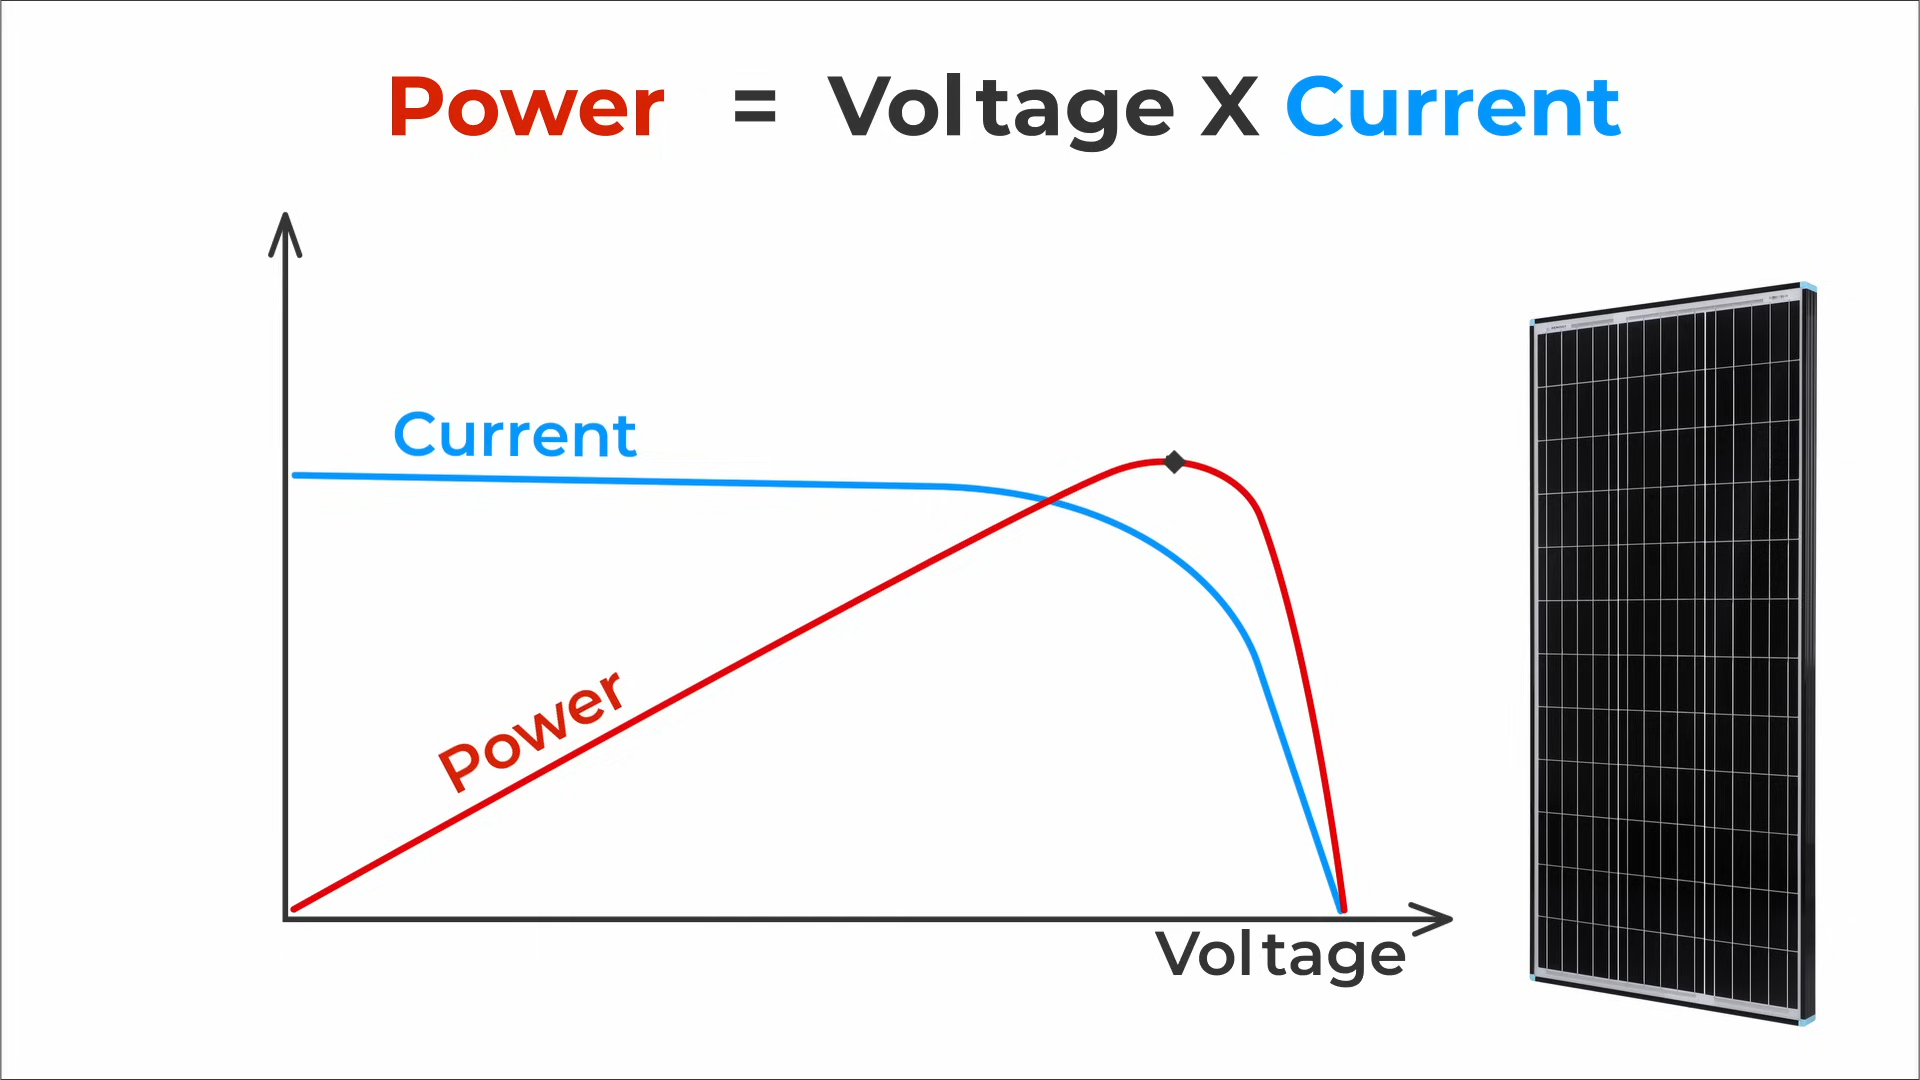 Power = Voltage X Current
Current
Power
Voltage